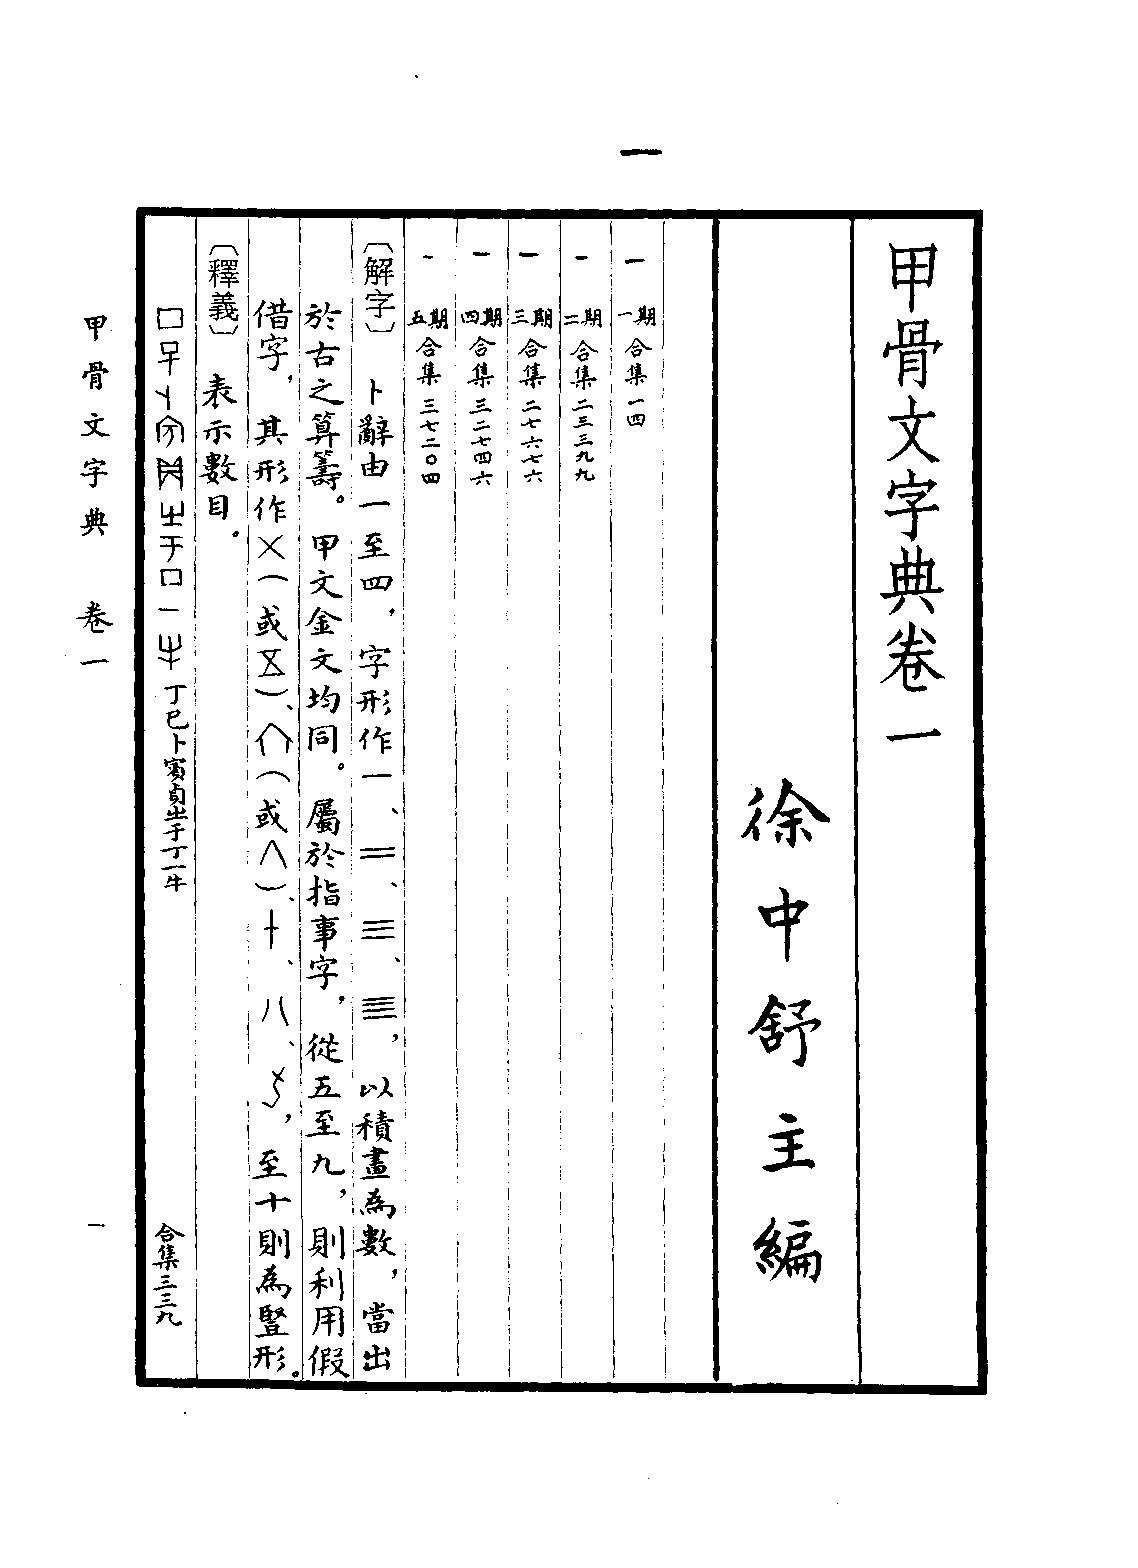 一
甲骨文字典卷一
徐中舒主編
一 一期 合集一四
一 二期 合集二三三九九
一 三期 合集二七六七六
一 四期 合集三二七四六
一 五期 合集三七二〇四
〔解字〕 卜辭由一至四，字形作一、二、三、亖，以積畫為數，當出
於古之算籌。甲文金文均同。屬於指事字，從五至九，則利用假
借字，其形作㐅（或𠄡）、（或∧）、十、八、，至十則為豎形。
〔釋義〕 表示數目。
丁巳卜賓貞㞢于丁一牛 合集三三九
甲骨文字典 卷一 一